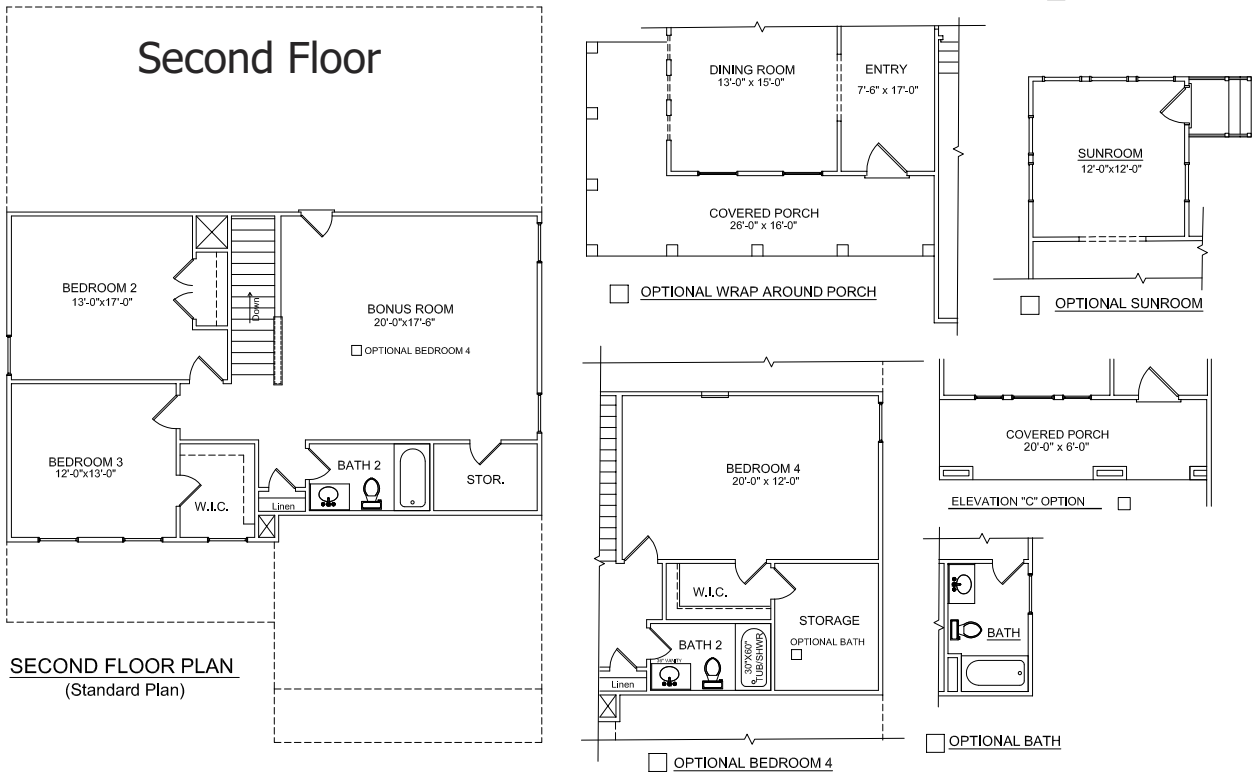 Second Floor
BEDROOM 2
13'-0"x17'-0"
Down
BONUS ROOM
20'-0"x17'-6"
OPTIONAL BEDROOM 4
BEDROOM 3
12'-0"x13'-0"
W.I.C.
Linen
BATH 2
STOR.
SECOND FLOOR PLAN
(Standard Plan)
DINING ROOM
13'-0" x 15'-0"
ENTRY
7'-6" x 17'-0"
COVERED PORCH
26'-0" x 16'-0"
OPTIONAL WRAP AROUND PORCH
SUNROOM
12'-0"x12'-0"
OPTIONAL SUNROOM
BEDROOM 4
20'-0" x 12'-0"
W.I.C.
STORAGE
OPTIONAL BATH
BATH 2
30"X60"
TUB/SHWR
Linen
OPTIONAL BEDROOM 4
COVERED PORCH
20'-0" x 6'-0"
ELEVATION "C" OPTION
BATH
OPTIONAL BATH